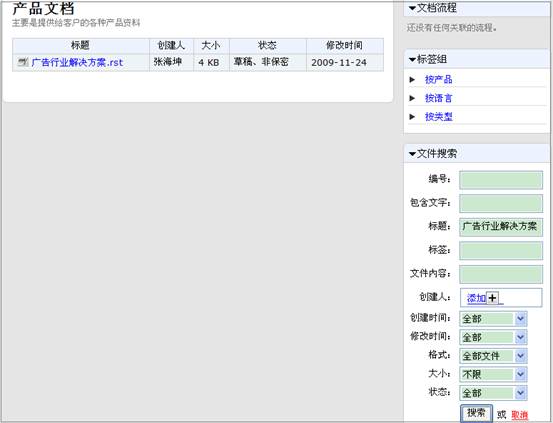 产品文档
主要是提供给客户的各种产品资料
标题 创建人 大小 状态 修改时间
广告行业解决方案.rst 张海坤 4 KB 草稿、非保密 2009-11-24
文档流程
还没有任何关联的流程。
标签组
按产品
按语言
按类型
文件搜索
编号：
包含文字：
标题： 广告行业解决方案
标签：
文件内容：
创建人： 添加
创建时间： 全部
修改时间： 全部
格式： 全部文件
大小： 不限
状态： 全部
搜索 或 取消